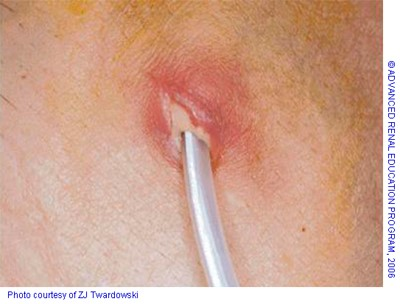 © ADVANCED RENAL EDUCATION PROGRAM, 2006
Photo courtesy of ZJ Twardowski